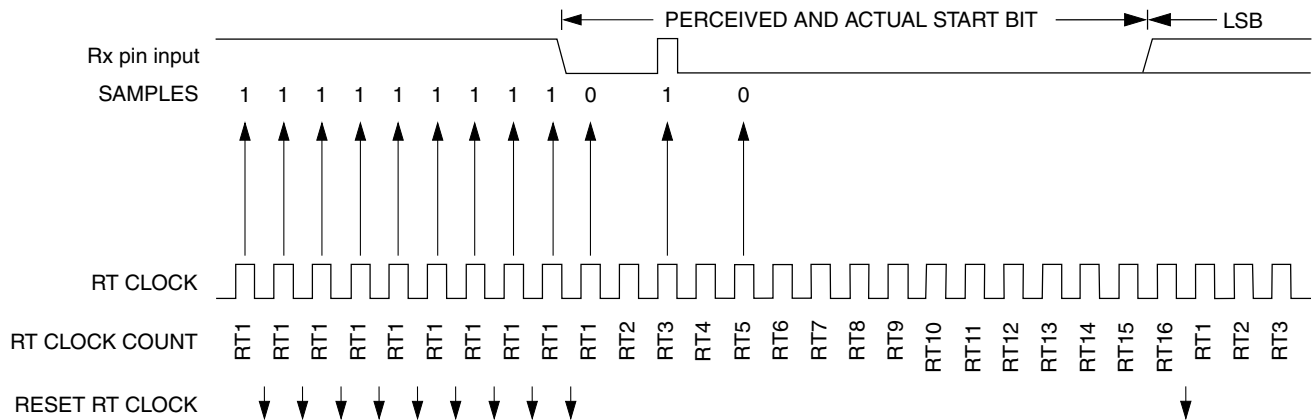 PERCEIVED AND ACTUAL START BIT LSB
Rx pin input
SAMPLES 1 1 1 1 1 1 1 1 1 0 1 0
RT CLOCK
RT CLOCK COUNT RT1 RT1 RT1 RT1 RT1 RT1 RT1 RT1 RT1 RT1 RT2 RT3 RT4 RT5 RT6 RT7 RT8 RT9 RT10 RT11 RT12 RT13 RT14 RT15 RT16 RT1 RT2 RT3
RESET RT CLOCK